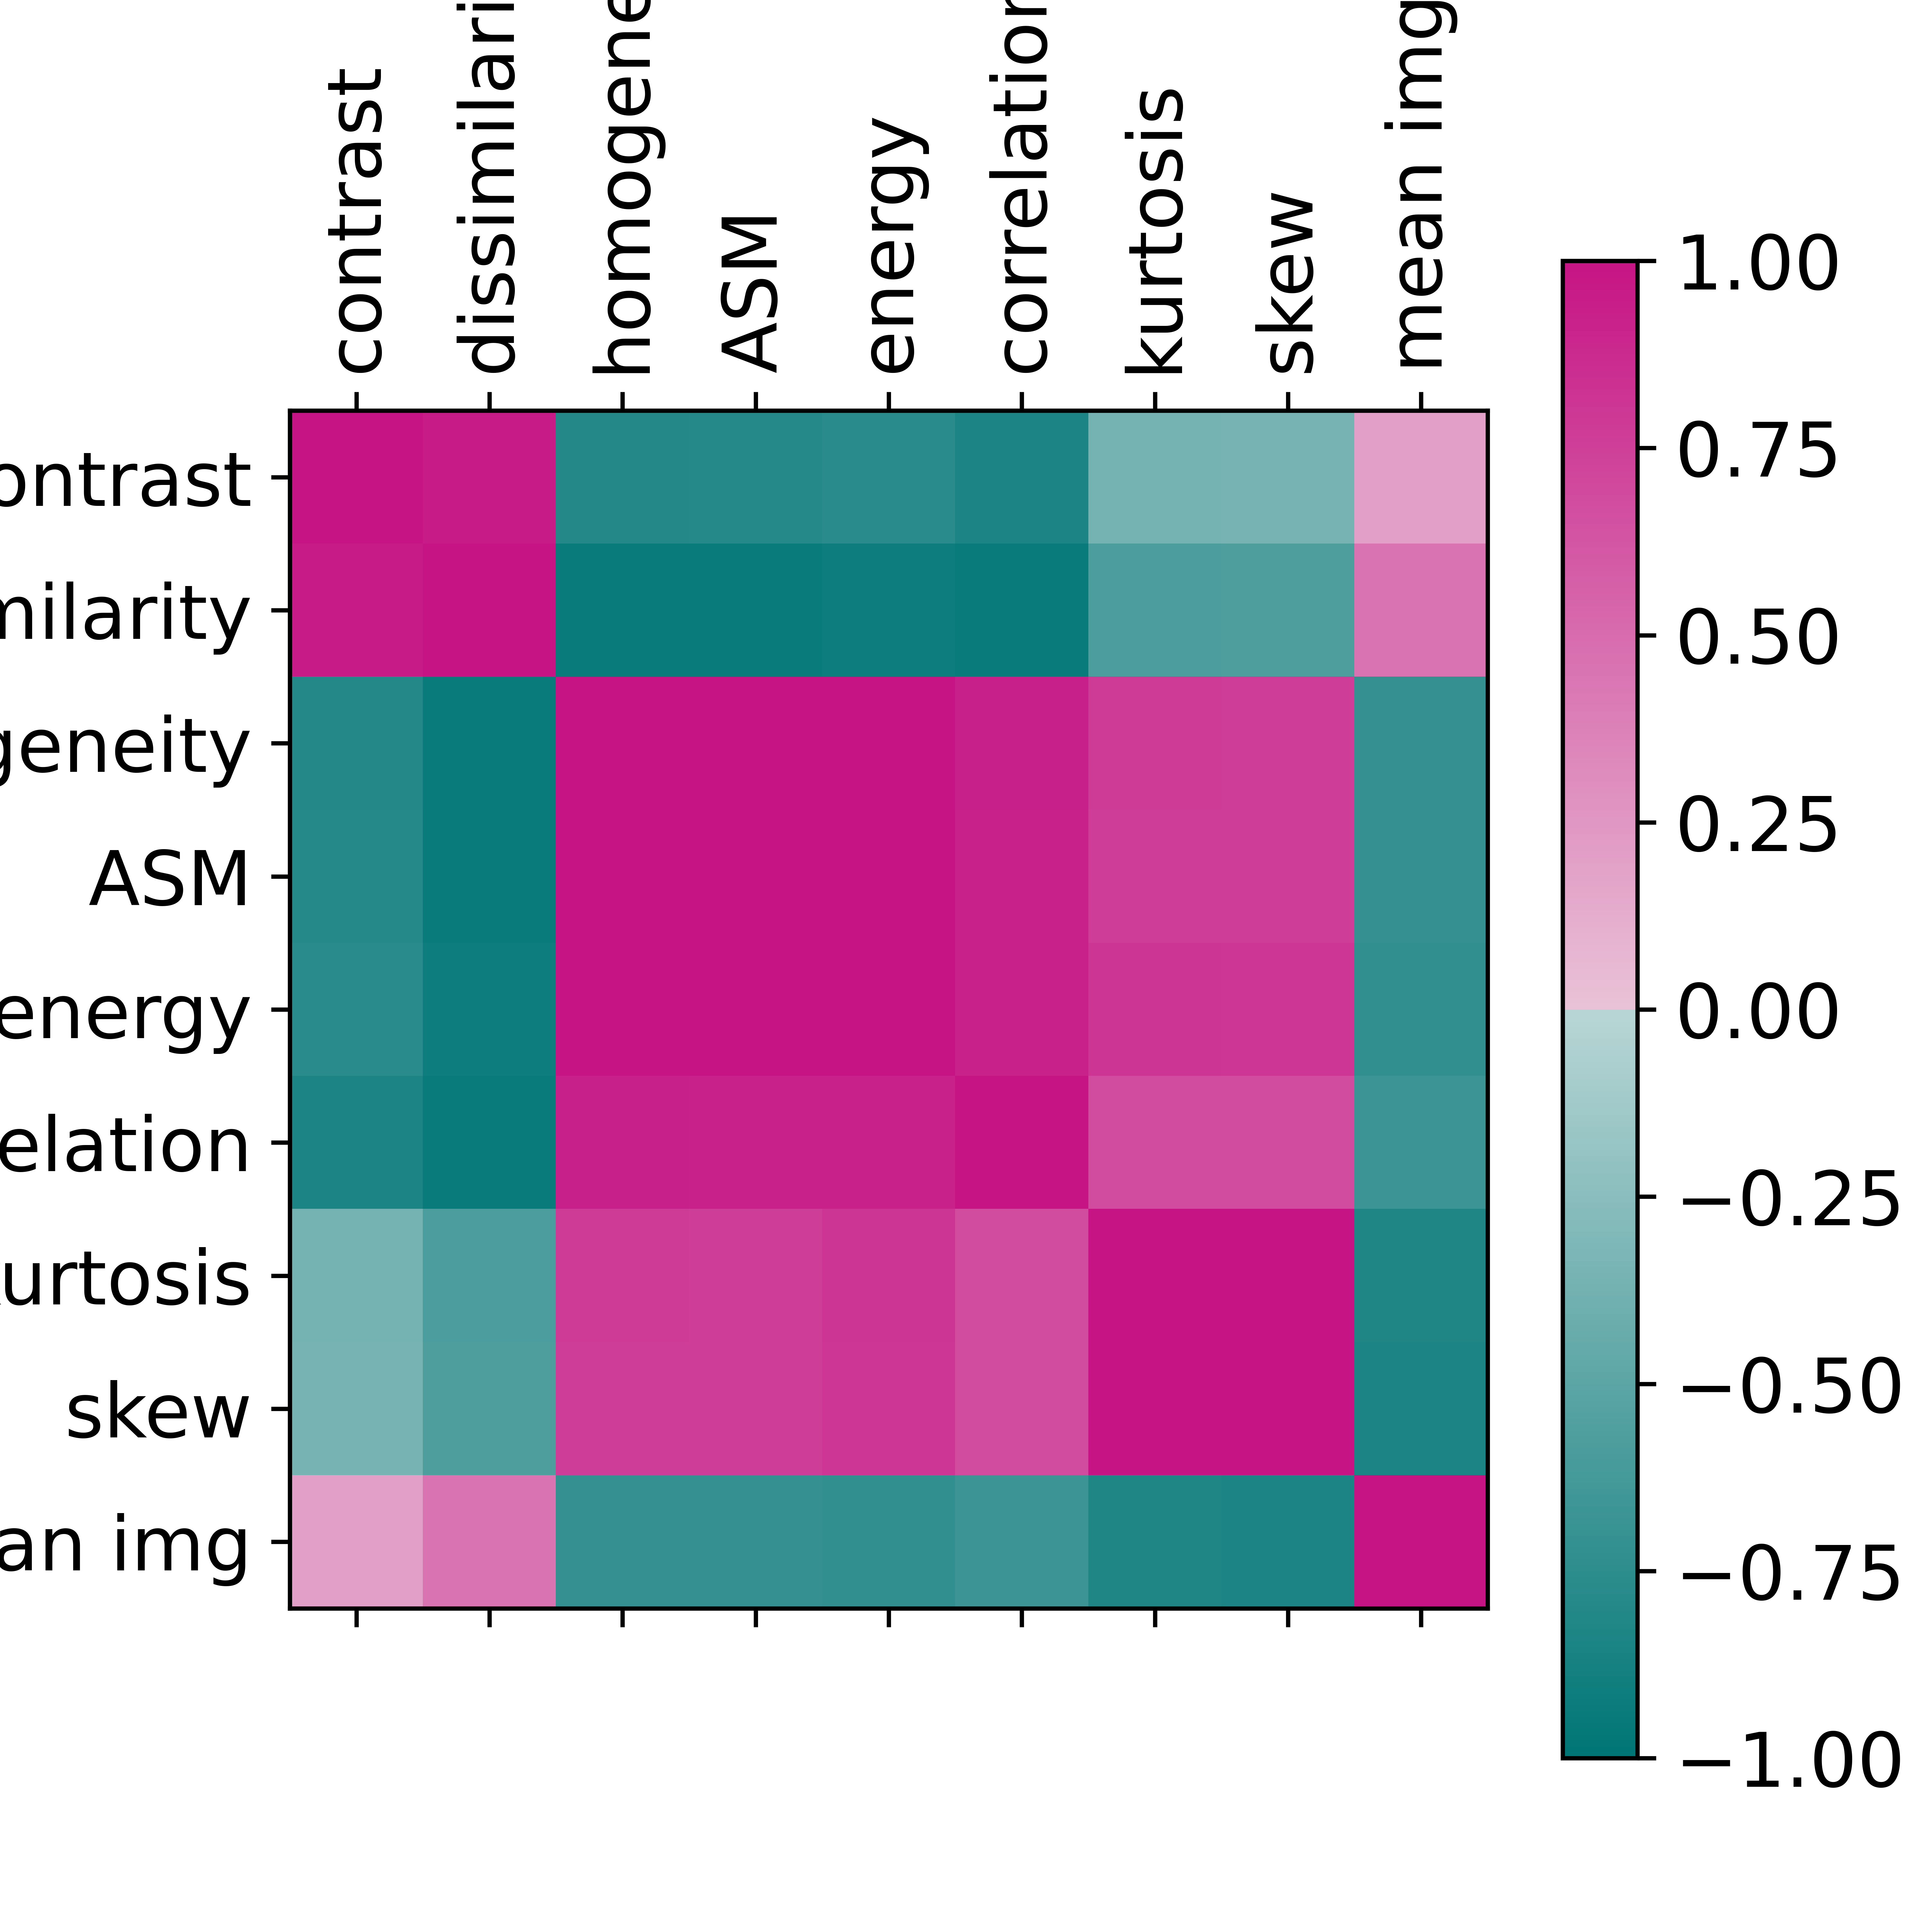 contrast
dissimilari
homogene
ASM
energy
correlation
kurtosis
skew
mean img
ontrast
milarity
geneity
ASM
energy
elation
urtosis
skew
an img
1.00
0.75
0.50
0.25
0.00
−0.25
−0.50
−0.75
−1.00